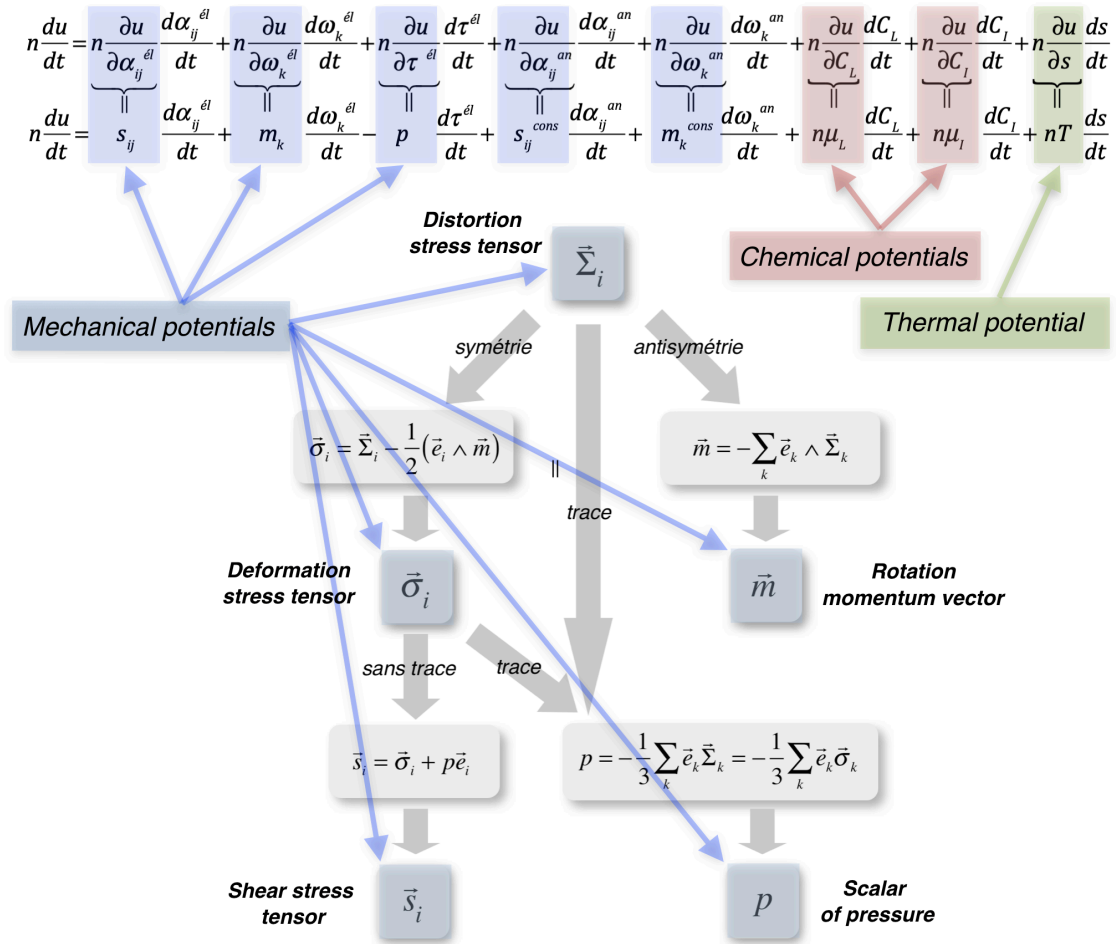 n du/dt = n ∂u/∂α_ij^él dα_ij^él/dt + n ∂u/∂ω_k^él dω_k^él/dt + n ∂u/∂τ^él dτ^él/dt + n ∂u/∂α_ij^an dα_ij^an/dt + n ∂u/∂ω_k^an dω_k^an/dt + n ∂u/∂C_L dC_L/dt + n ∂u/∂C_I dC_I/dt + n ∂u/∂s ds/dt
|| || || || || || || ||
n du/dt = s_ij dα_ij^él/dt + m_k dω_k^él/dt − p dτ^él/dt + s_ij^cons dα_ij^an/dt + m_k^cons dω_k^an/dt + nμ_L dC_L/dt + nμ_I dC_I/dt + nT ds/dt
Distortion
stress tensor
Σ⃗_i
Chemical potentials
Mechanical potentials
Thermal potential
symétrie
antisymétrie
σ⃗_i = Σ⃗_i − 1/2 (e⃗_i ∧ m⃗)
m⃗ = −∑_k e⃗_k ∧ Σ⃗_k
||
trace
Deformation
stress tensor
σ⃗_i
m⃗
Rotation
momentum vector
sans trace
trace
s⃗_i = σ⃗_i + p e⃗_i
p = −1/3 ∑_k e⃗_k Σ⃗_k = −1/3 ∑_k e⃗_k σ⃗_k
Shear stress
tensor
s⃗_i
p
Scalar
of pressure